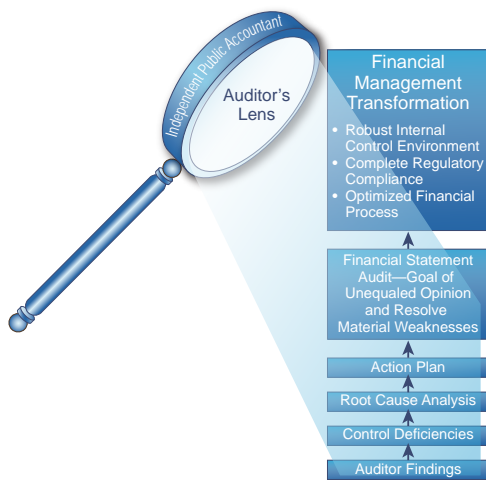 Independent Public Accountant
Auditor's
Lens
Financial
Management
Transformation
• Robust Internal
Control Environment
• Complete Regulatory
Compliance
• Optimized Financial
Process
Financial Statement
Audit—Goal of
Unequaled Opinion
and Resolve
Material Weaknesses
Action Plan
Root Cause Analysis
Control Deficiencies
Auditor Findings